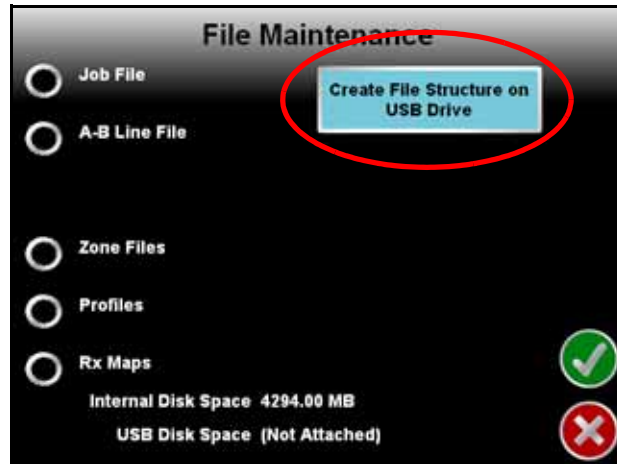 File Maintenance
Job File
Create File Structure on
USB Drive
A-B Line File
Zone Files
Profiles
Rx Maps
Internal Disk Space 4294.00 MB
USB Disk Space (Not Attached)